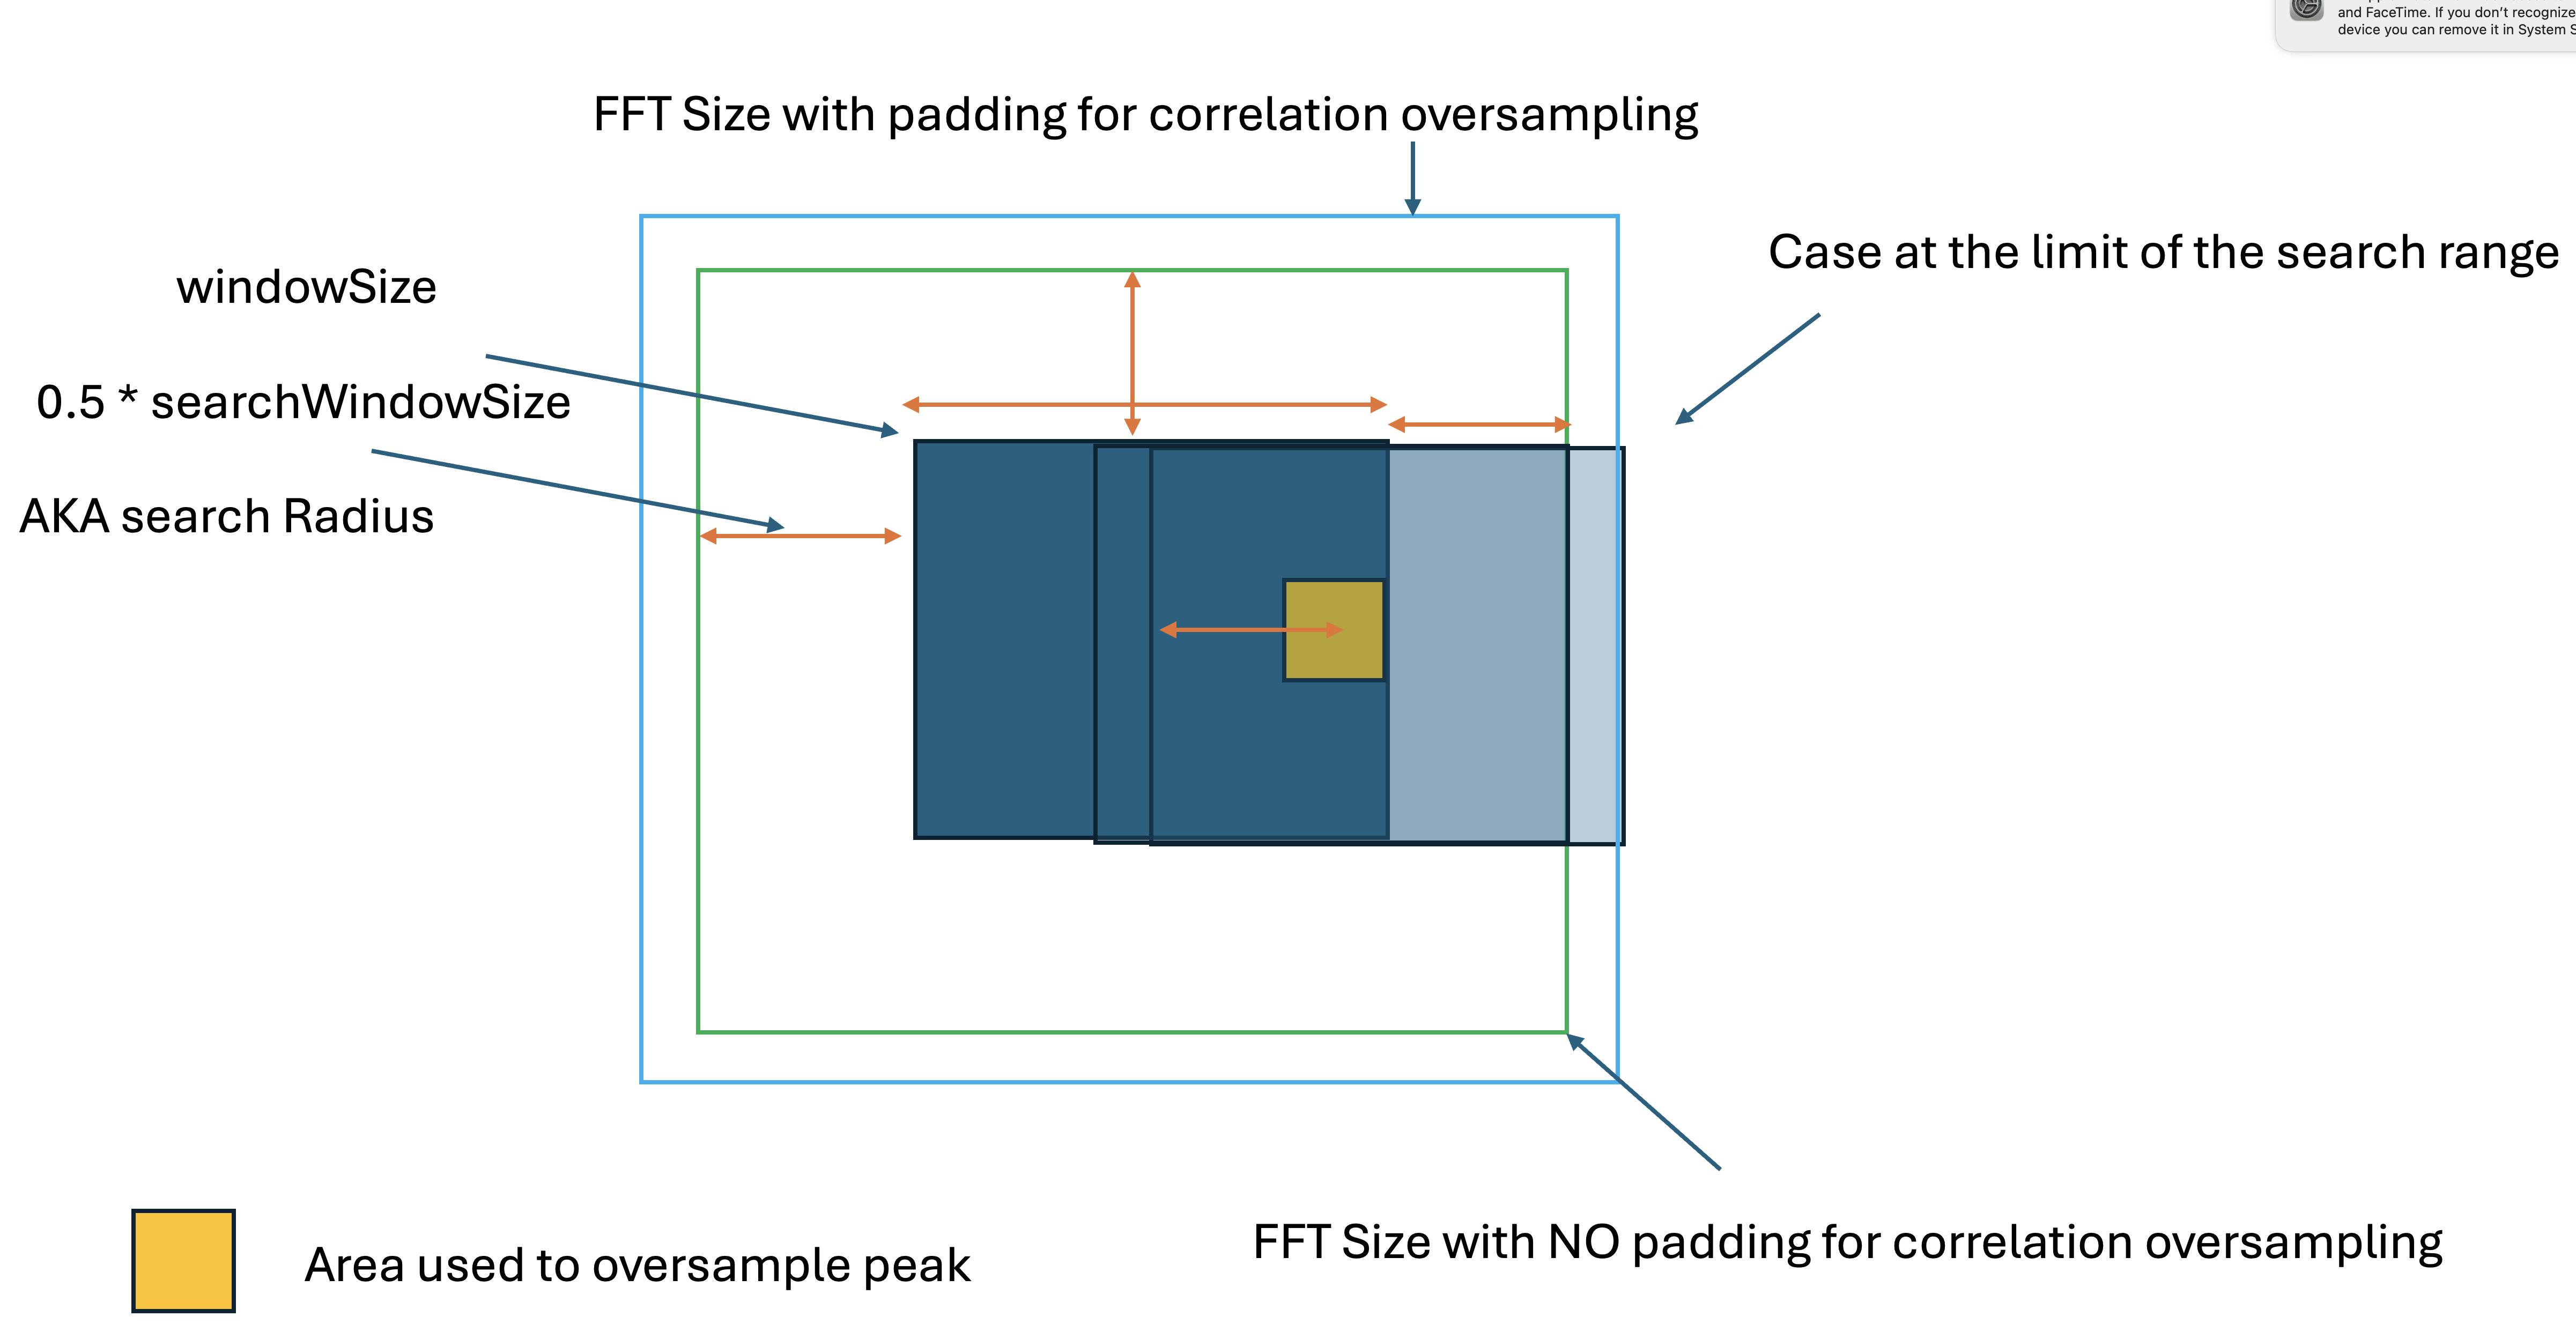 and FaceTime. If you don't recognize
device you can remove it in System S
FFT Size with padding for correlation oversampling
Case at the limit of the search range
windowSize
0.5 * searchWindowSize
AKA search Radius
FFT Size with NO padding for correlation oversampling
Area used to oversample peak